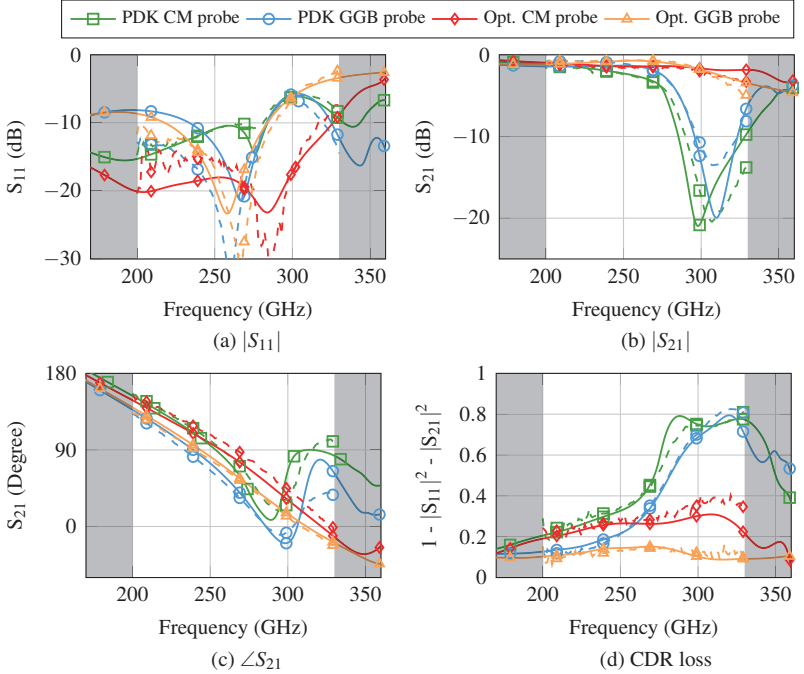 PDK CM probe PDK GGB probe Opt. CM probe Opt. GGB probe
0
−10
−20
−30
S11 (dB)
200 250 300 350
Frequency (GHz)
(a) |S11|
0
−10
−20
S21 (dB)
200 250 300 350
Frequency (GHz)
(b) |S21|
180
90
0
S21 (Degree)
200 250 300 350
Frequency (GHz)
(c) ∠S21
1
0.8
0.6
0.4
0.2
0
1 - |S11|² - |S21|²
200 250 300 350
Frequency (GHz)
(d) CDR loss